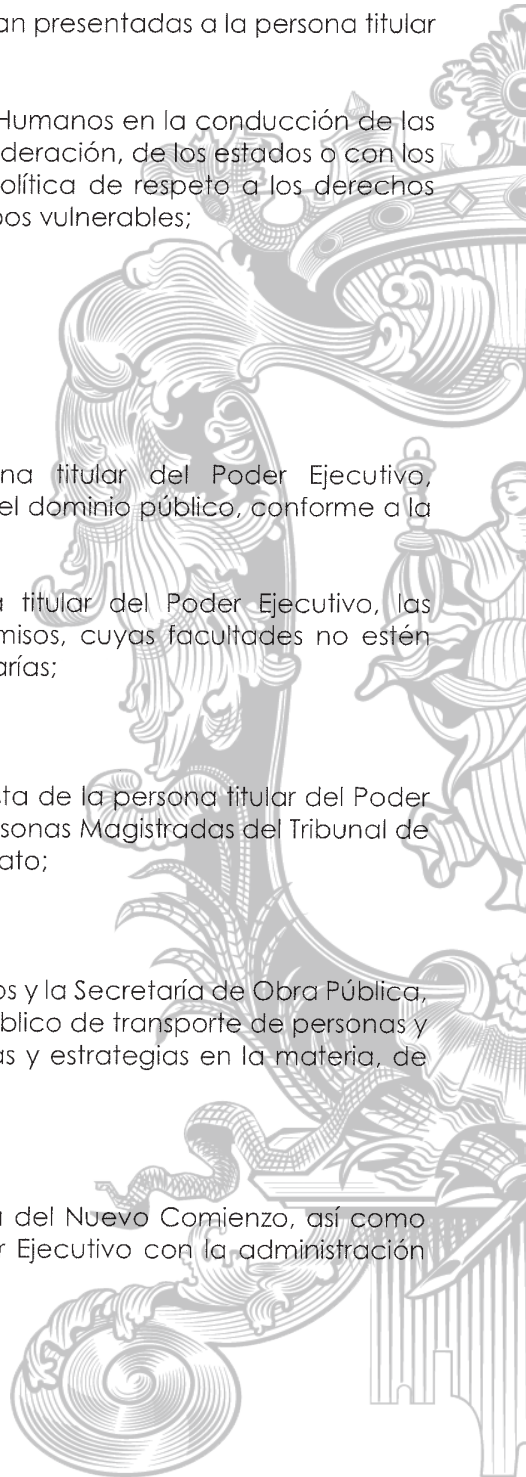 an presentadas a la persona titular
Humanos en la conducción de las
deración, de los estados o con los
olítica de respeto a los derechos
pos vulnerables;
na titular del Poder Ejecutivo,
el dominio público, conforme a la
a titular del Poder Ejecutivo, las
misos, cuyas facultades no estén
arías;
sta de la persona titular del Poder
rsonas Magistradas del Tribunal de
ato;
os y la Secretaría de Obra Pública,
úblico de transporte de personas y
as y estrategias en la materia, de
a del Nuevo Comienzo, así como
r Ejecutivo con la administración